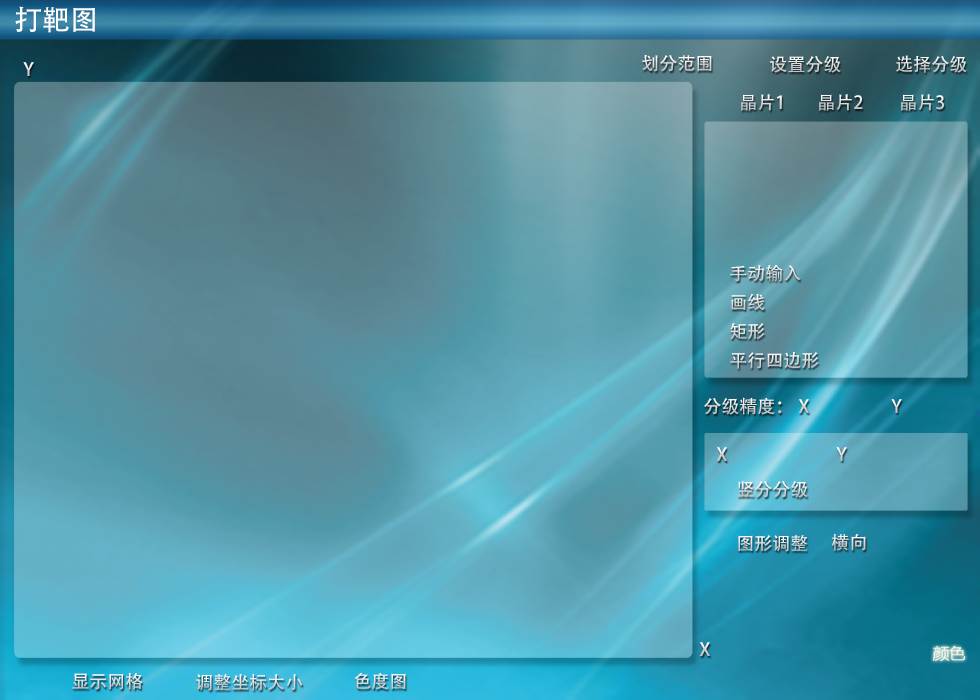 打靶图
划分范围 设置分级 选择分级
Y
晶片1 晶片2 晶片3
手动输入
画线
矩形
平行四边形
分级精度： X Y
X Y
竖分分级
图形调整 横向
X
颜色
显示网格 调整坐标大小 色度图